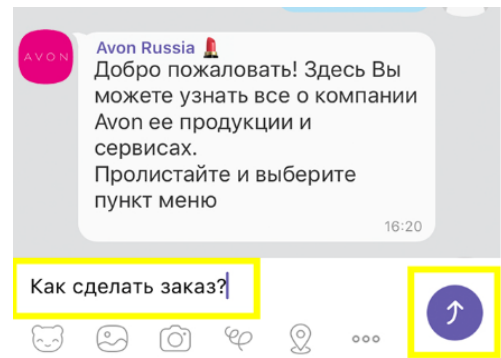 AVON
Avon Russia 💄
Добро пожаловать! Здесь Вы
можете узнать все о компании
Avon ее продукции и
сервисах.
Пролистайте и выберите
пункт меню
16:20
Как сделать заказ?